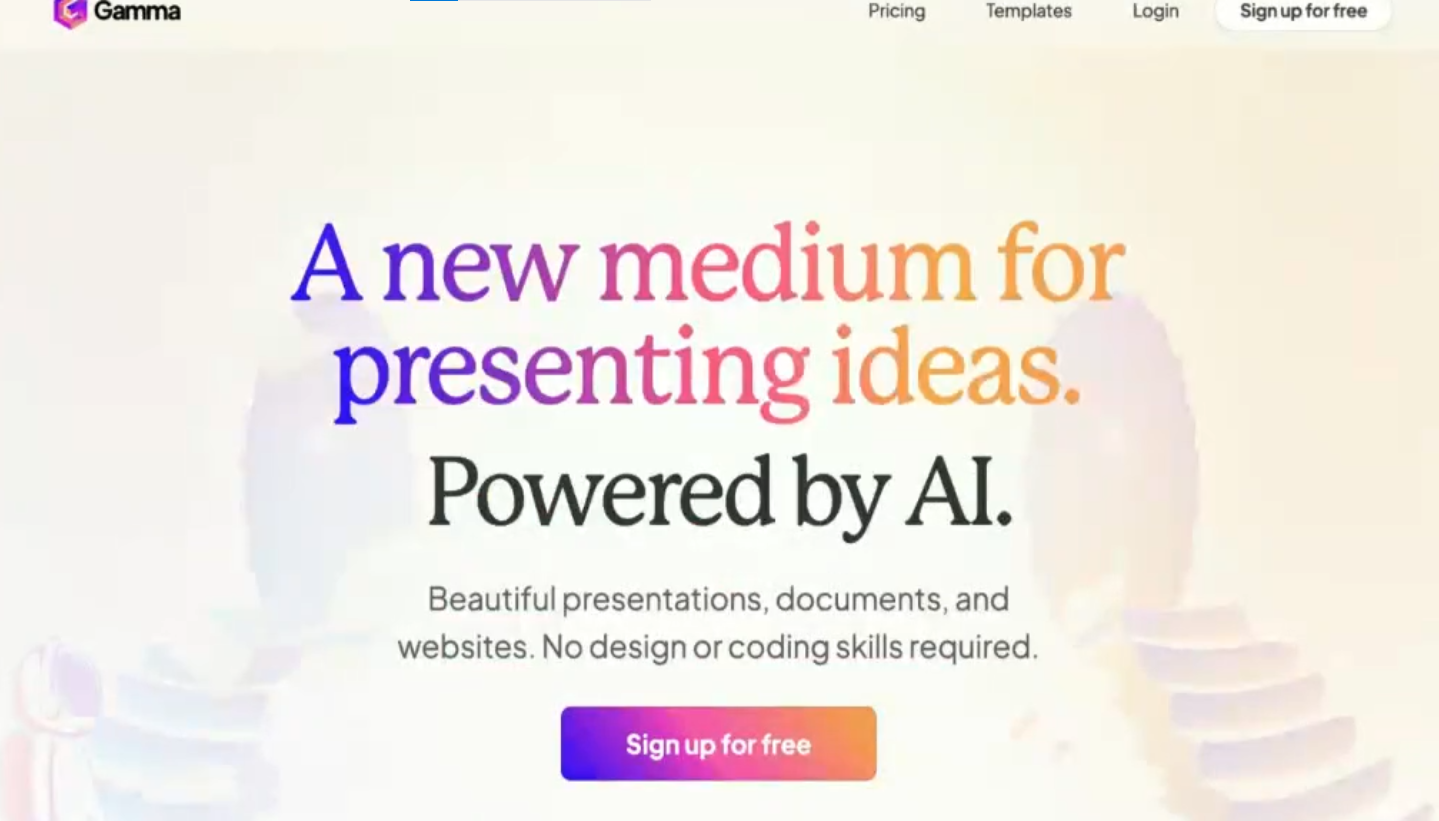 Gamma
Pricing
Templates
Login
Sign up for free
A new medium for
presenting ideas.
Powered by AI.
Beautiful presentations, documents, and
websites. No design or coding skills required.
Sign up for free